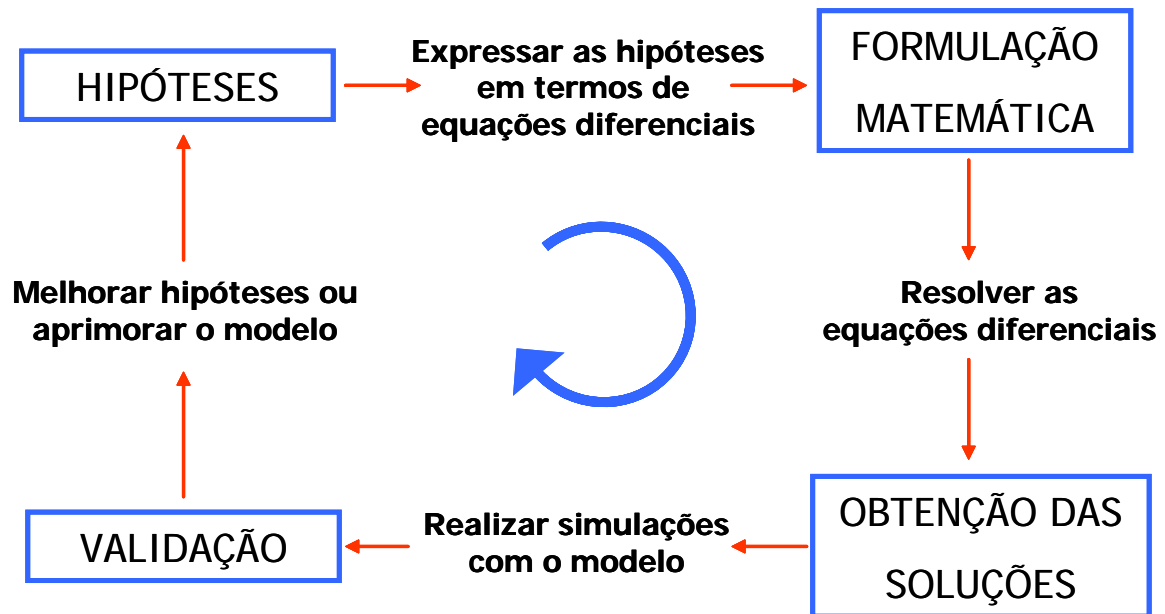 HIPÓTESES
Expressar as hipóteses
em termos de
equações diferenciais
FORMULAÇÃO
MATEMÁTICA
Resolver as
equações diferenciais
OBTENÇÃO DAS
SOLUÇÕES
Realizar simulações
com o modelo
VALIDAÇÃO
Melhorar hipóteses ou
aprimorar o modelo